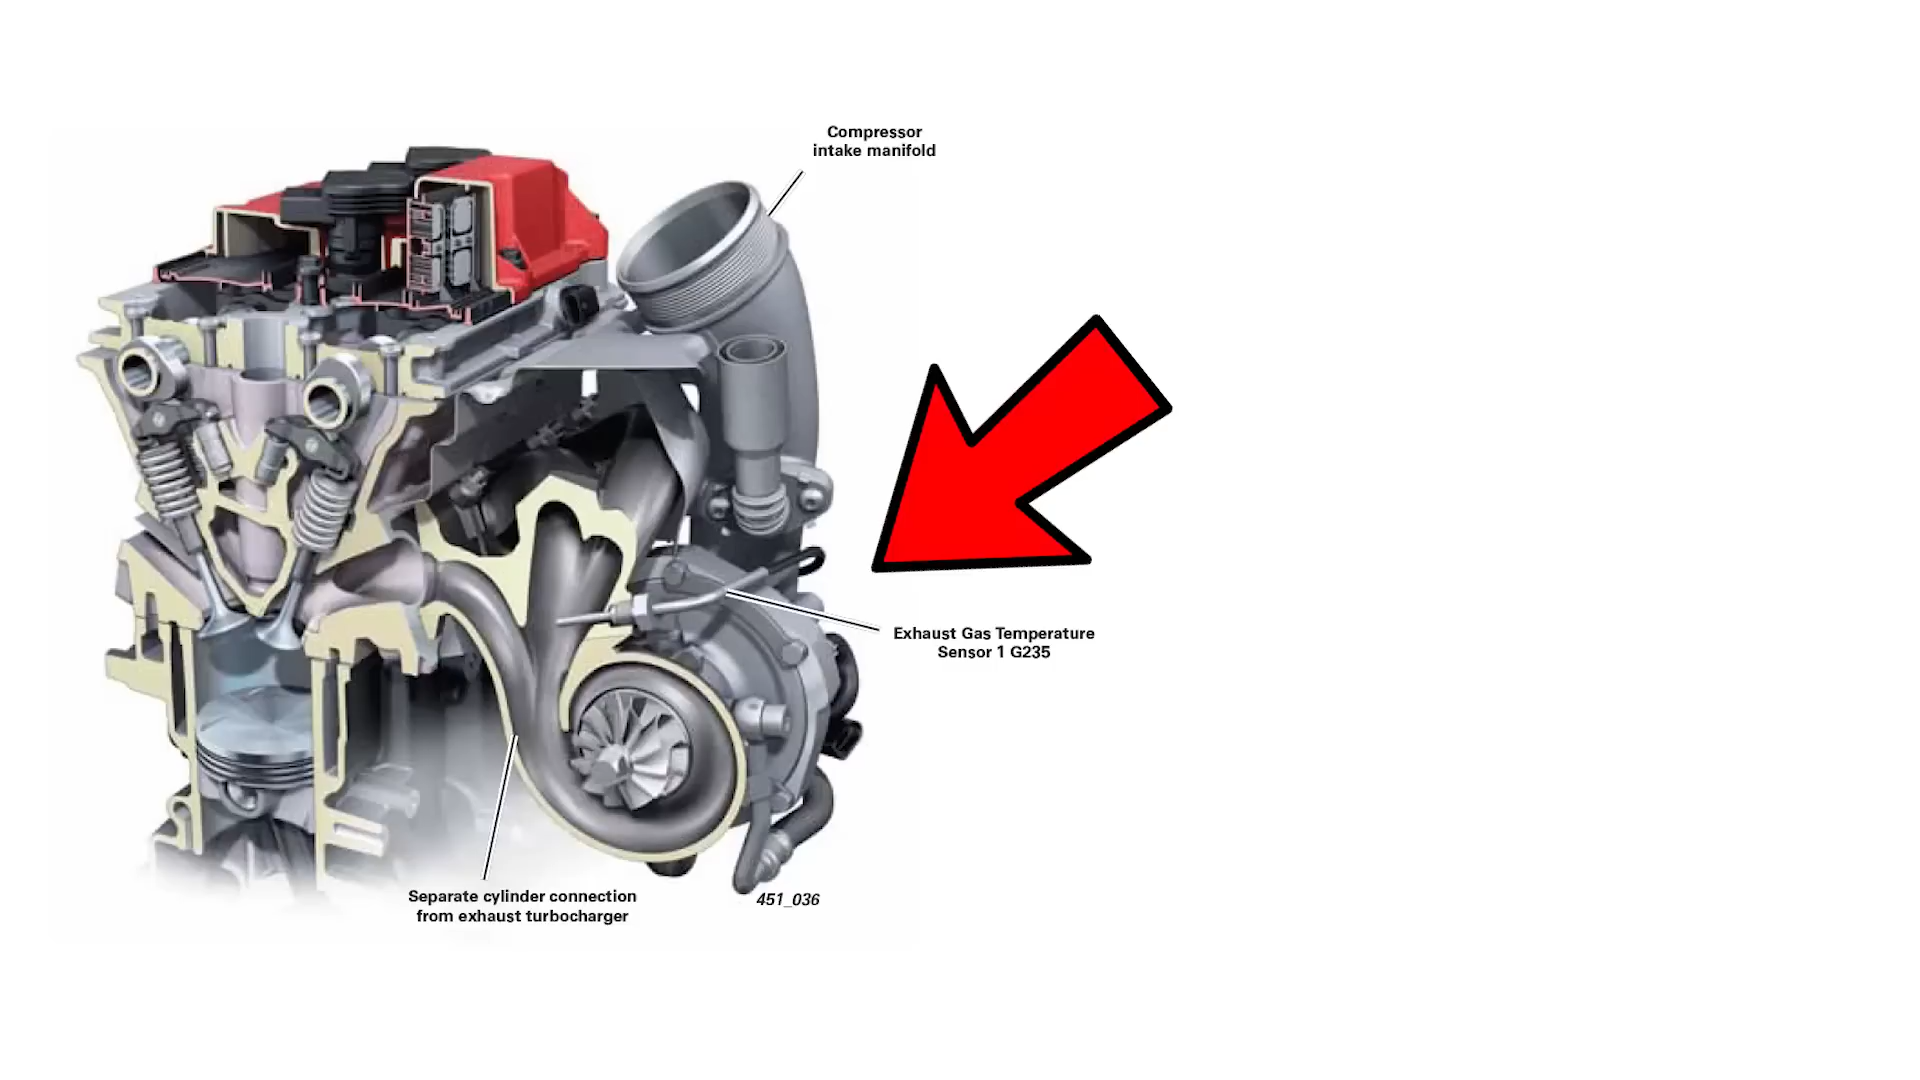 Compressor
intake manifold
Exhaust Gas Temperature
Sensor 1 G235
Separate cylinder connection
from exhaust turbocharger
451_036